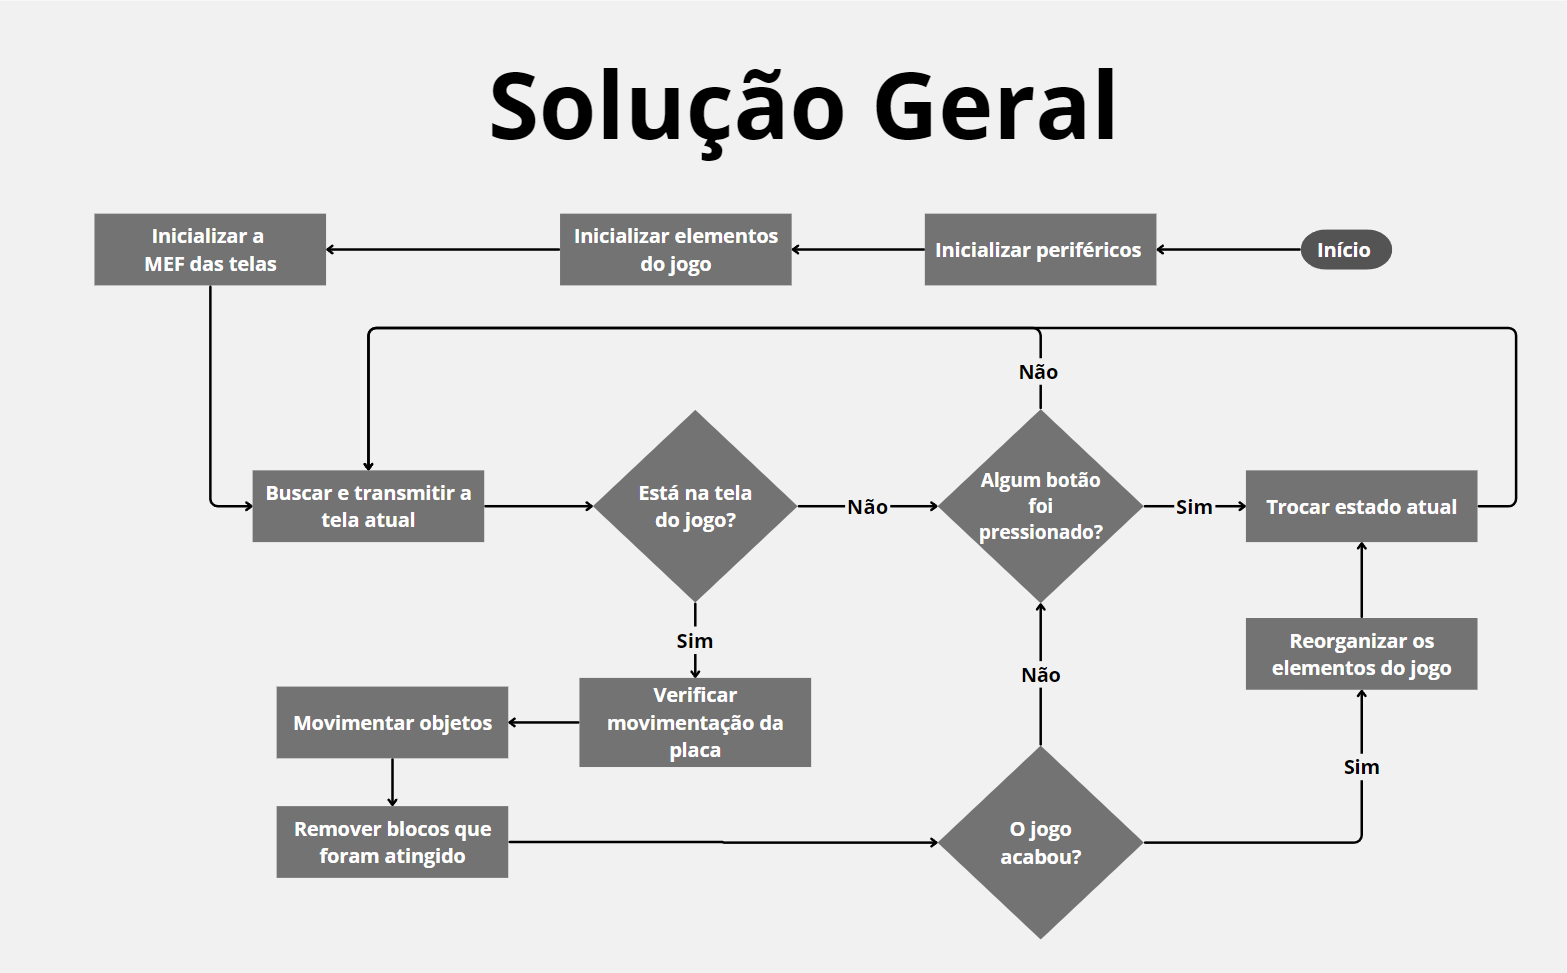 Solução Geral
Inicializar a
MEF das telas
Inicializar elementos
do jogo
Inicializar periféricos
Início
Não
Buscar e transmitir a
tela atual
Está na tela
do jogo?
Não
Algum botão
foi
pressionado?
Sim
Trocar estado atual
Sim
Não
Reorganizar os
elementos do jogo
Movimentar objetos
Verificar
movimentação da
placa
Sim
Remover blocos que
foram atingido
O jogo
acabou?